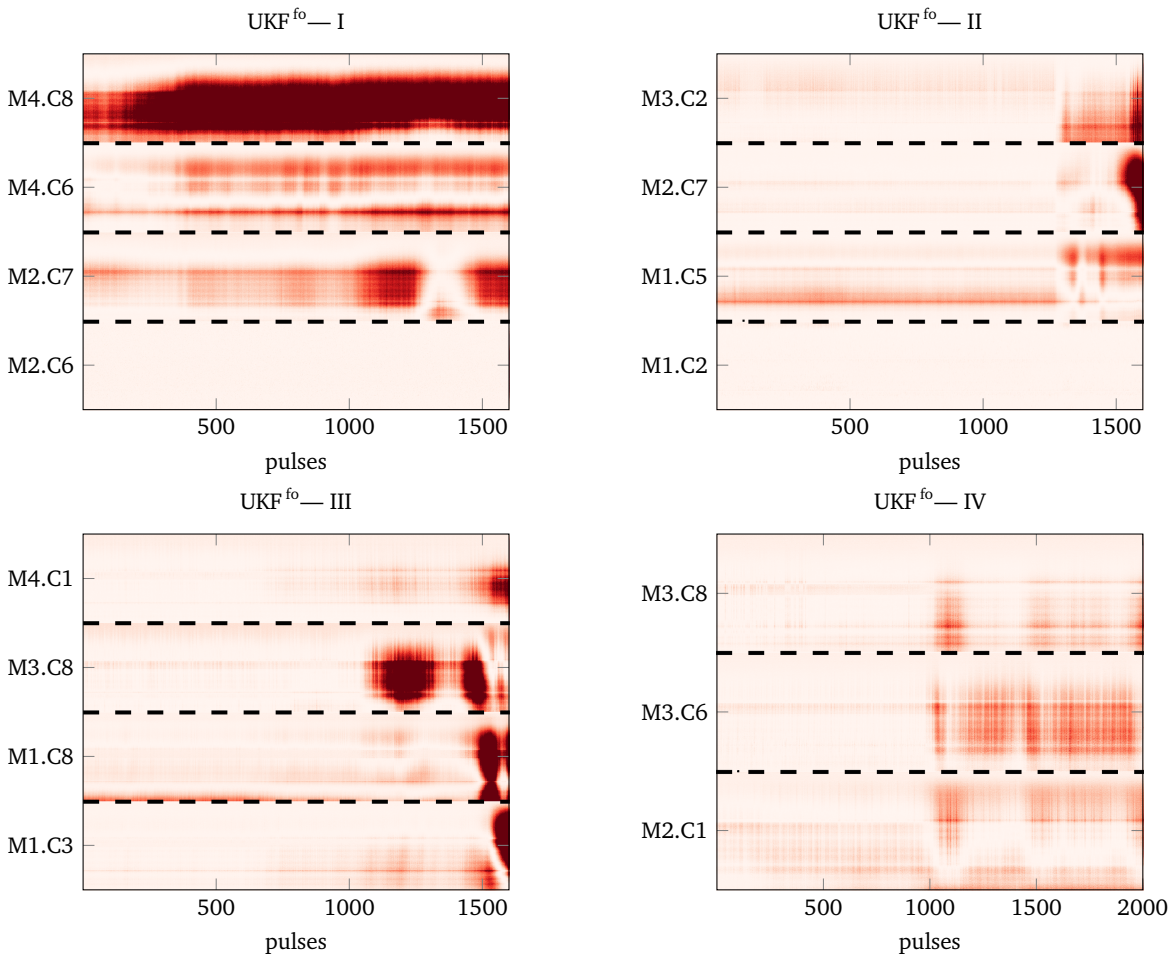 UKF fo — I
M4.C8
M4.C6
M2.C7
M2.C6
500 1000 1500
pulses
UKF fo — II
M3.C2
M2.C7
M1.C5
M1.C2
500 1000 1500
pulses
UKF fo — III
M4.C1
M3.C8
M1.C8
M1.C3
500 1000 1500
pulses
UKF fo — IV
M3.C8
M3.C6
M2.C1
500 1000 1500 2000
pulses